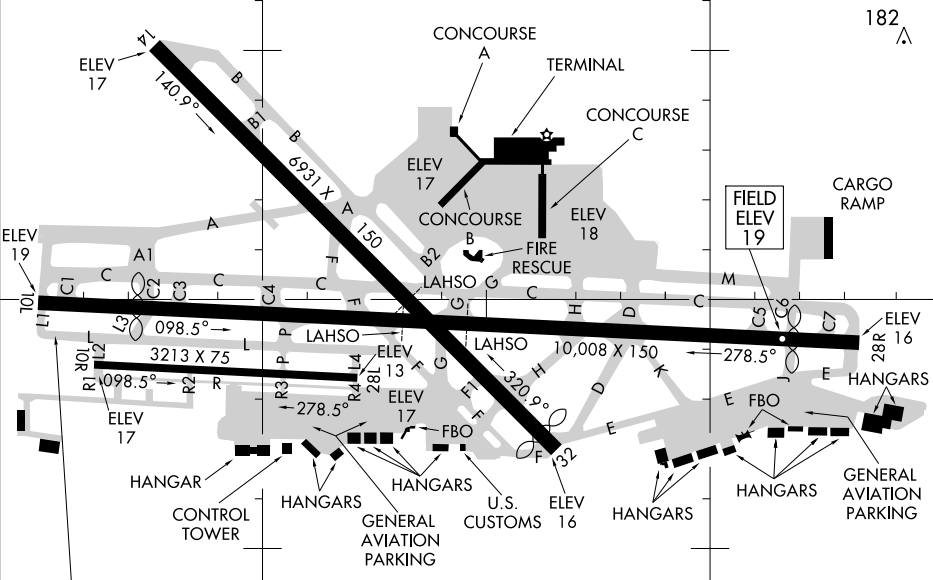 182
14
ELEV
17
140.9°
B
B1
B
6931 X 150
A
A
A1
CONCOURSE
A
TERMINAL
CONCOURSE
C
ELEV
17
CONCOURSE
B
ELEV
18
FIRE
RESCUE
FIELD
ELEV
19
CARGO
RAMP
ELEV
19
10L
C1
C
C2
C3
C
C4
F
F
B2
LAHSO
G
G
C
H
D
C
M
C5
C6
C7
L1
L3
098.5°
L
L
P
LAHSO
LAHSO
10,008 X 150
278.5°
ELEV
16
28R
10R
L2
3213 X 75
L4
28L
ELEV
13
R1
098.5°
R2
R
R3
P
R4
278.5°
ELEV
17
ELEV
17
F
G
F1
F
320.9°
H
D
K
E
E
J
E
F
32
ELEV
16
FBO
FBO
HANGARS
HANGAR
CONTROL
TOWER
HANGARS
GENERAL
AVIATION
PARKING
HANGARS
U.S.
CUSTOMS
HANGARS
HANGARS
GENERAL
AVIATION
PARKING